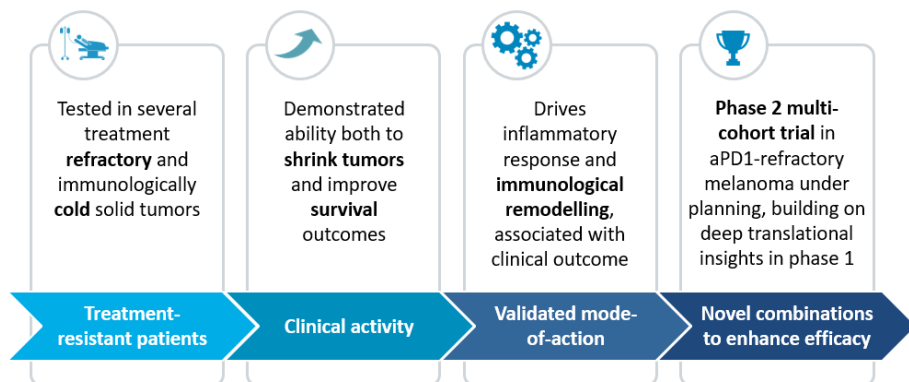 Tested in several
treatment
refractory and
immunologically
cold solid tumors
Treatment-
resistant patients
Demonstrated
ability both to
shrink tumors
and improve
survival
outcomes
Clinical activity
Drives
inflammatory
response and
immunological
remodelling,
associated with
clinical outcome
Validated mode-
of-action
Phase 2 multi-
cohort trial in
aPD1-refractory
melanoma under
planning, building on
deep translational
insights in phase 1
Novel combinations
to enhance efficacy